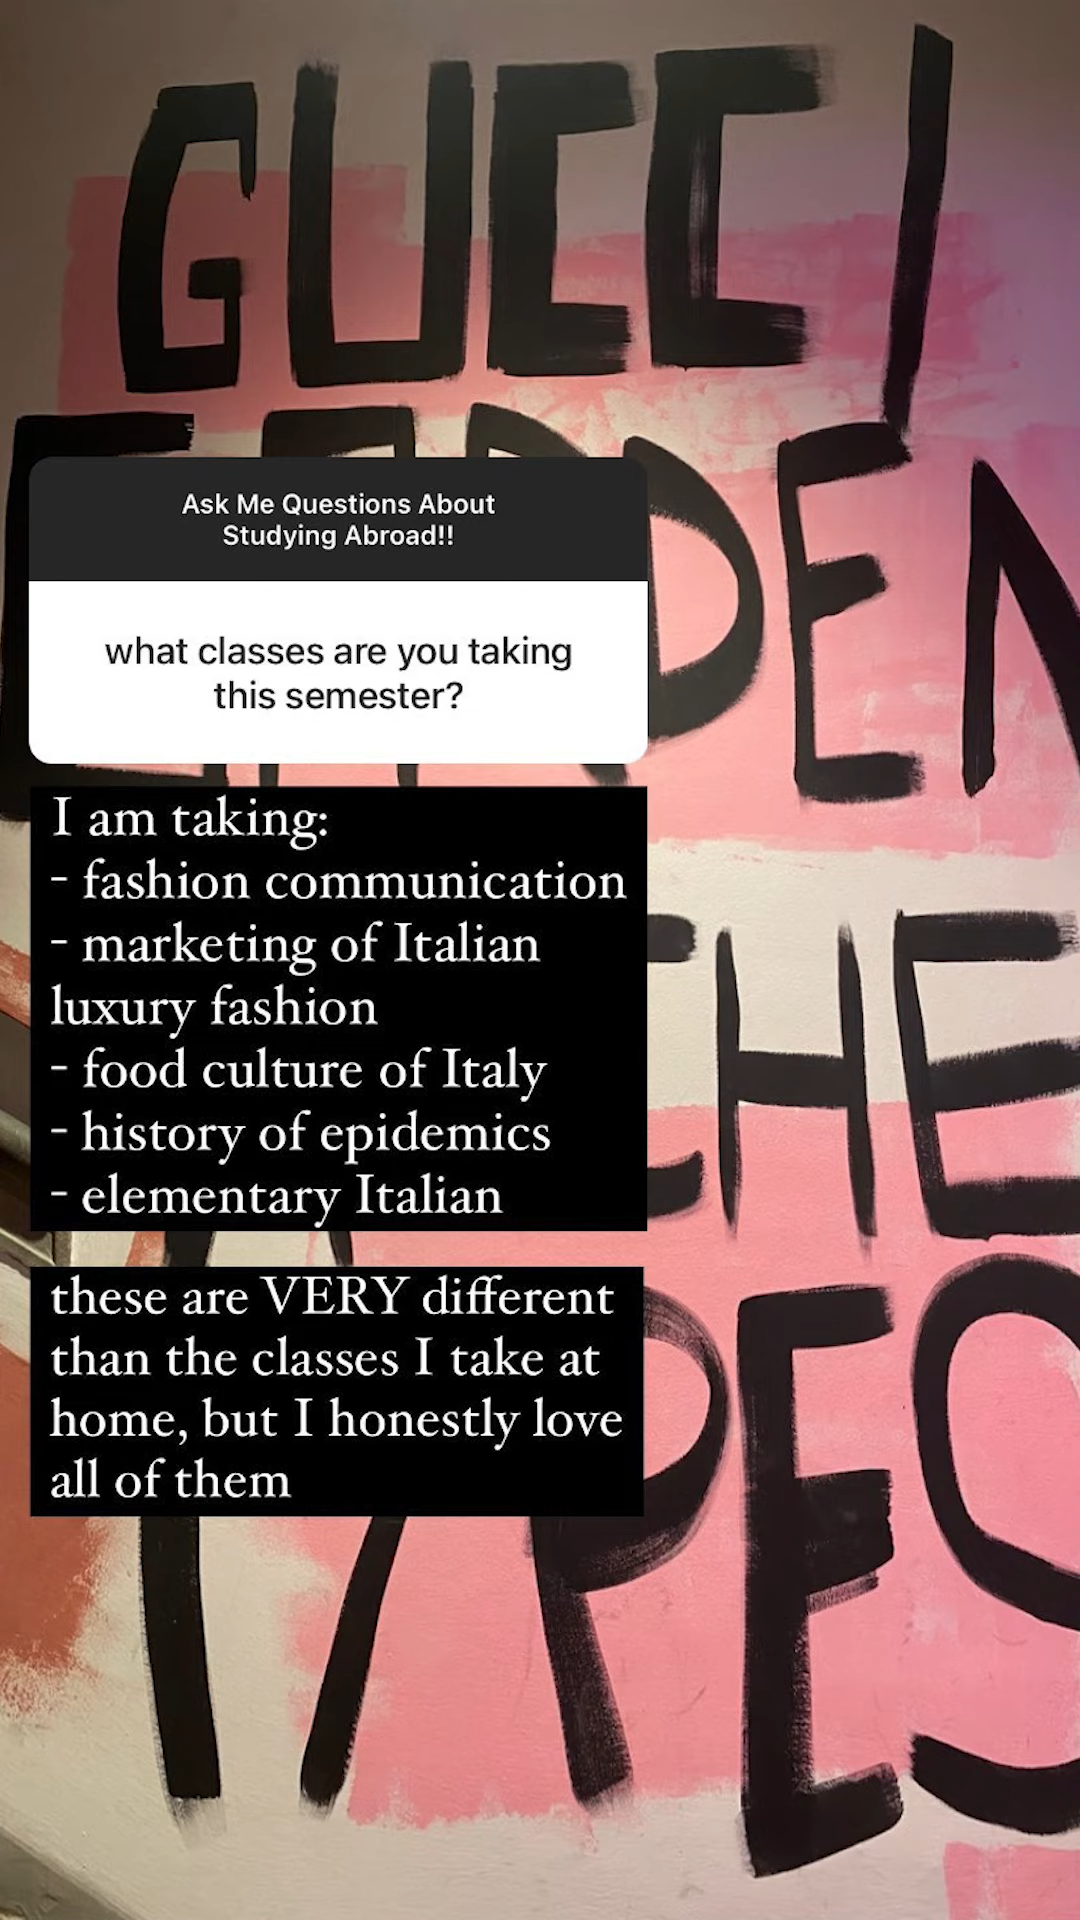 GUCCI
Ask Me Questions About
Studying Abroad!!
what classes are you taking
this semester?
I am taking:
- fashion communication
- marketing of Italian
luxury fashion
- food culture of Italy
- history of epidemics
- elementary Italian
these are VERY different
than the classes I take at
home, but I honestly love
all of them